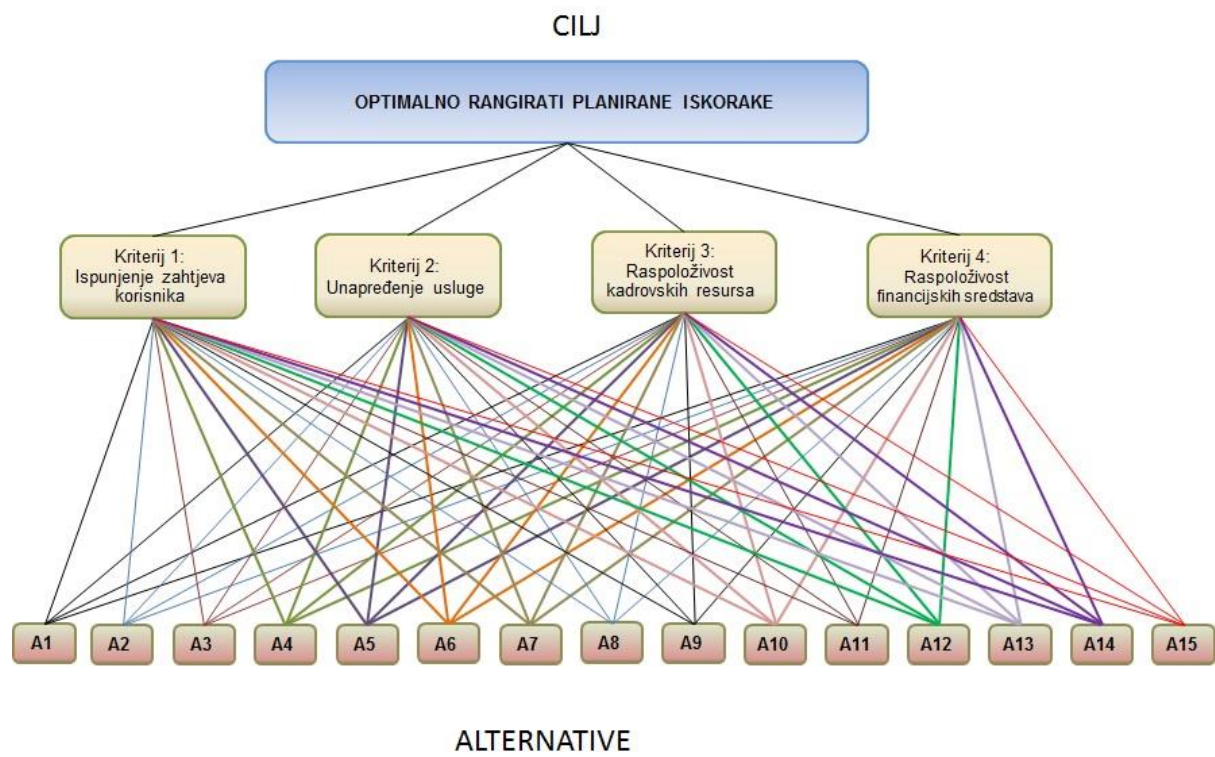 CILJ
OPTIMALNO RANGIRATI PLANIRANE ISKORAKE
Kriterij 1:
Ispunjenje zahtjeva
korisnika
Kriterij 2:
Unapređenje usluge
Kriterij 3:
Raspoloživost
kadrovskih resursa
Kriterij 4:
Raspoloživost
financijskih sredstava
A1 A2 A3 A4 A5 A6 A7 A8 A9 A10 A11 A12 A13 A14 A15
ALTERNATIVE